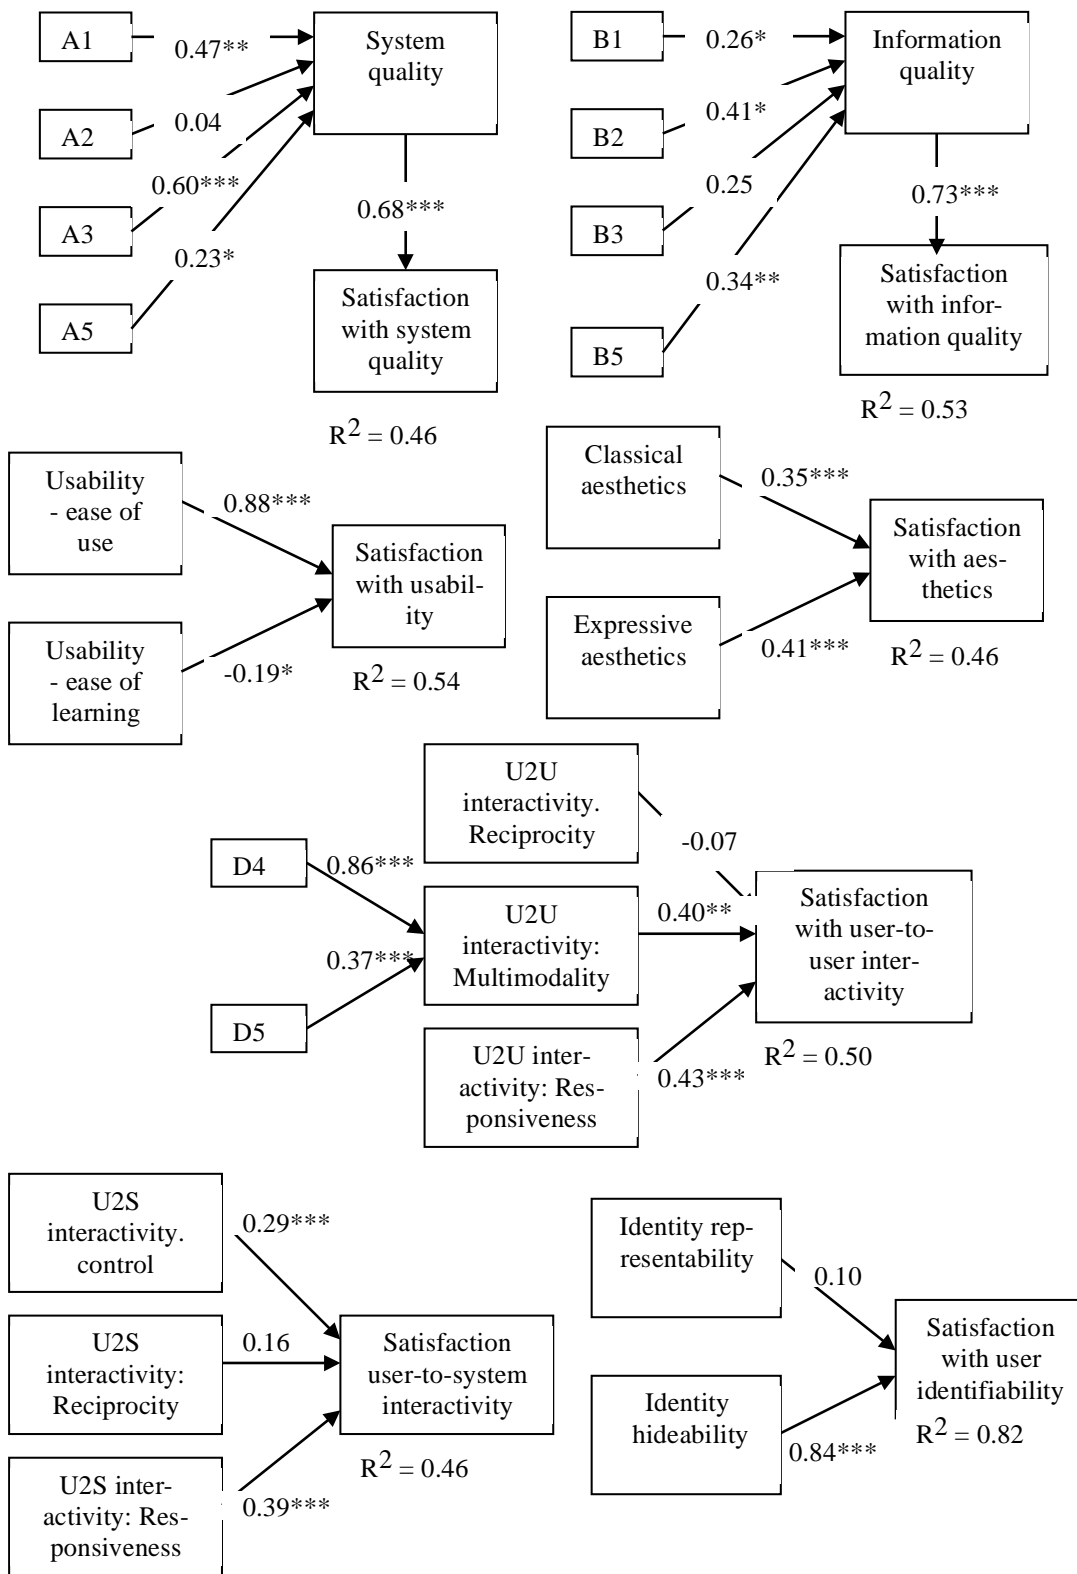 A1
0.47**
System
quality
A2
0.04
A3
0.60***
A5
0.23*
0.68***
Satisfaction
with system
quality
R2 = 0.46
B1
0.26*
Information
quality
B2
0.41*
B3
0.25
B5
0.34**
0.73***
Satisfaction
with infor-
mation quality
R2 = 0.53
Usability
- ease of
use
0.88***
Usability
- ease of
learning
-0.19*
Satisfaction
with usabil-
ity
R2 = 0.54
Classical
aesthetics
0.35***
Expressive
aesthetics
0.41***
Satisfaction
with aes-
thetics
R2 = 0.46
U2U
interactivity.
Reciprocity
-0.07
D4
0.86***
D5
0.37***
U2U
interactivity:
Multimodality
0.40**
U2U inter-
activity: Res-
ponsiveness
0.43***
Satisfaction
with user-to-
user inter-
activity
R2 = 0.50
U2S
interactivity.
control
0.29***
U2S
interactivity:
Reciprocity
0.16
U2S inter-
activity: Res-
ponsiveness
0.39***
Satisfaction
user-to-system
interactivity
R2 = 0.46
Identity rep-
resentability
0.10
Identity
hideability
0.84***
Satisfaction
with user
identifiability
R2 = 0.82